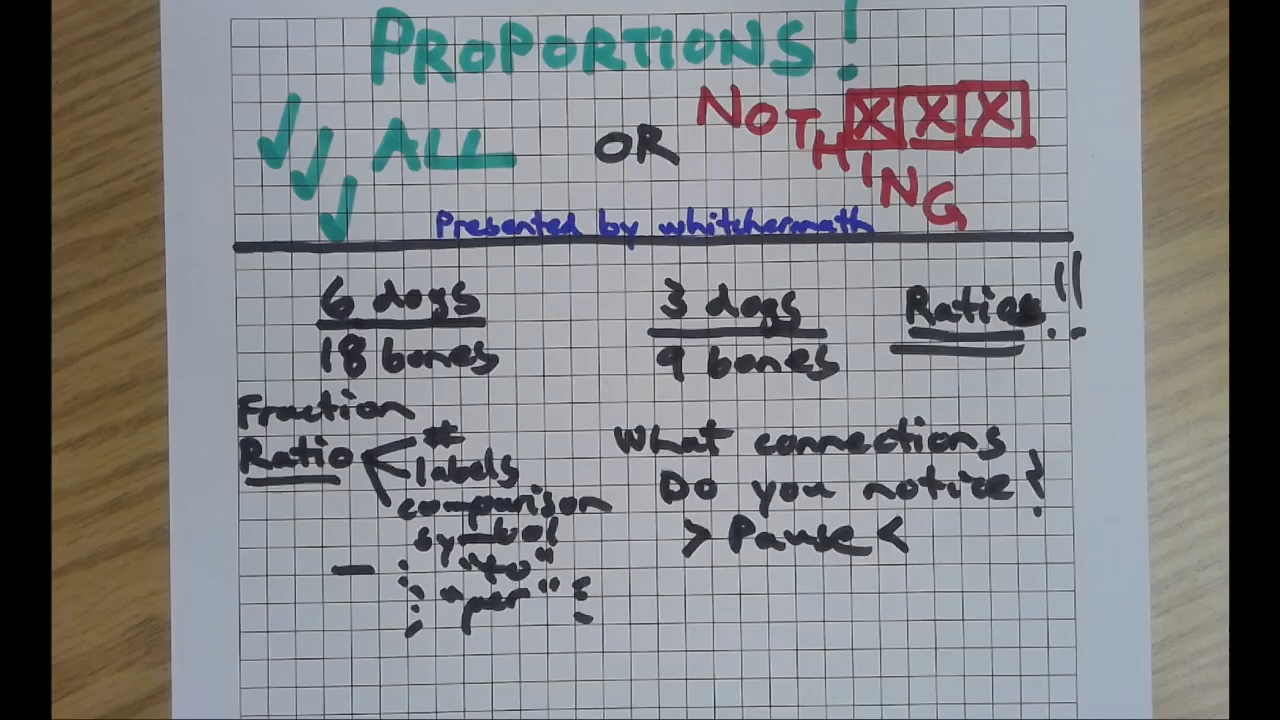 PROPORTIONS!
ALL OR NOTHING
Presented by whitchermath
6 dogs
18 bones
3 dogs
9 bones
Ratios!!
Fraction
Ratio
#
labels
comparison
symbol
— : "to"
"per"
What connections
Do you notice?
> Pause <